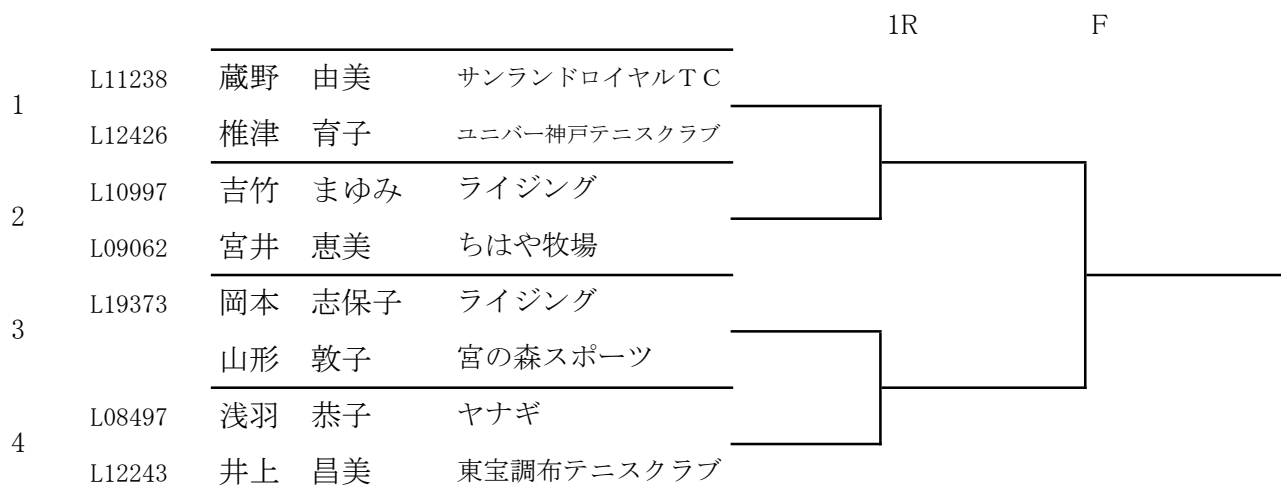 1R F
L11238 蔵野 由美 サンランドロイヤルＴＣ
1
L12426 椎津 育子 ユニバー神戸テニスクラブ
L10997 吉竹 まゆみ ライジング
2
L09062 宮井 恵美 ちはや牧場
L19373 岡本 志保子 ライジング
3
山形 敦子 宮の森スポーツ
L08497 浅羽 恭子 ヤナギ
4
L12243 井上 昌美 東宝調布テニスクラブ